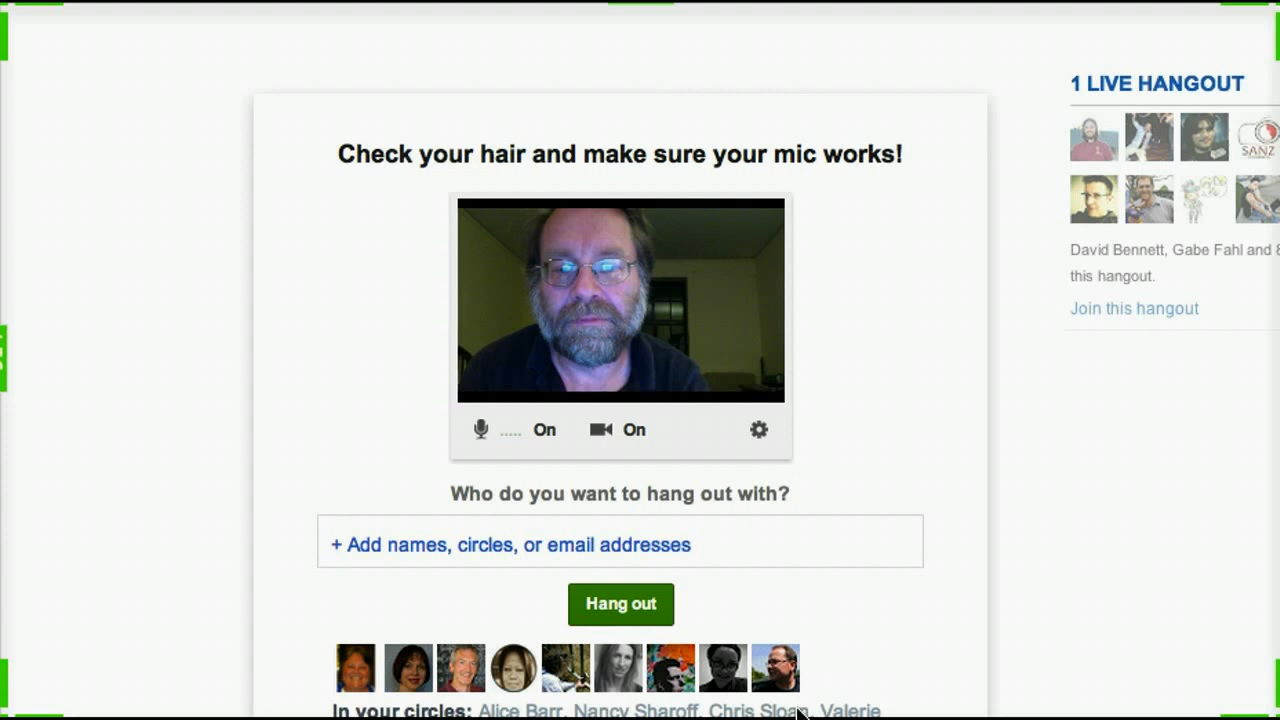 1 LIVE HANGOUT
Check your hair and make sure your mic works!
SANZ
David Bennett, Gabe Fahl and 8
this hangout.
Join this hangout
..... On On
Who do you want to hang out with?
+ Add names, circles, or email addresses
Hang out
In your circles: Alice Barr, Nancy Sharoff, Chris Sloan, Valerie